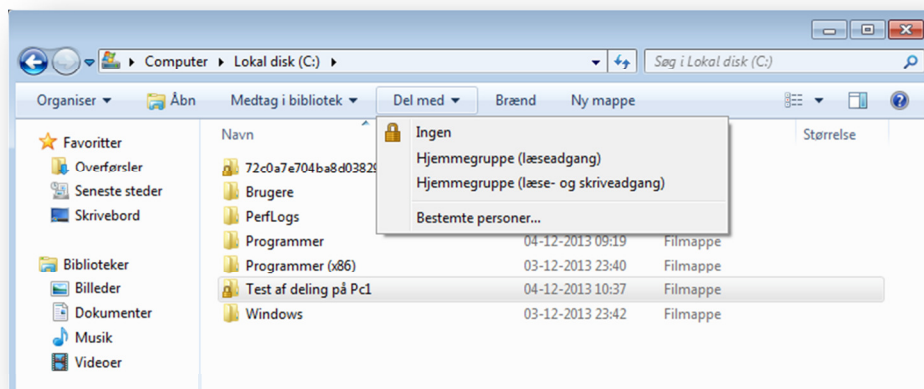 Computer Lokal disk (C:) Søg i Lokal disk (C:)
Organiser Åbn Medtag i bibliotek Del med Brænd Ny mappe
Favoritter
Overførsler
Seneste steder
Skrivebord
Biblioteker
Billeder
Dokumenter
Musik
Videoer
Navn Størrelse
72c0a7e704ba8d0382
Brugere
PerfLogs
Programmer 04-12-2013 09:19 Filmappe
Programmer (x86) 03-12-2013 23:40 Filmappe
Test af deling på Pc1 04-12-2013 10:37 Filmappe
Windows 03-12-2013 23:42 Filmappe
Ingen
Hjemmegruppe (læseadgang)
Hjemmegruppe (læse- og skriveadgang)
Bestemte personer...